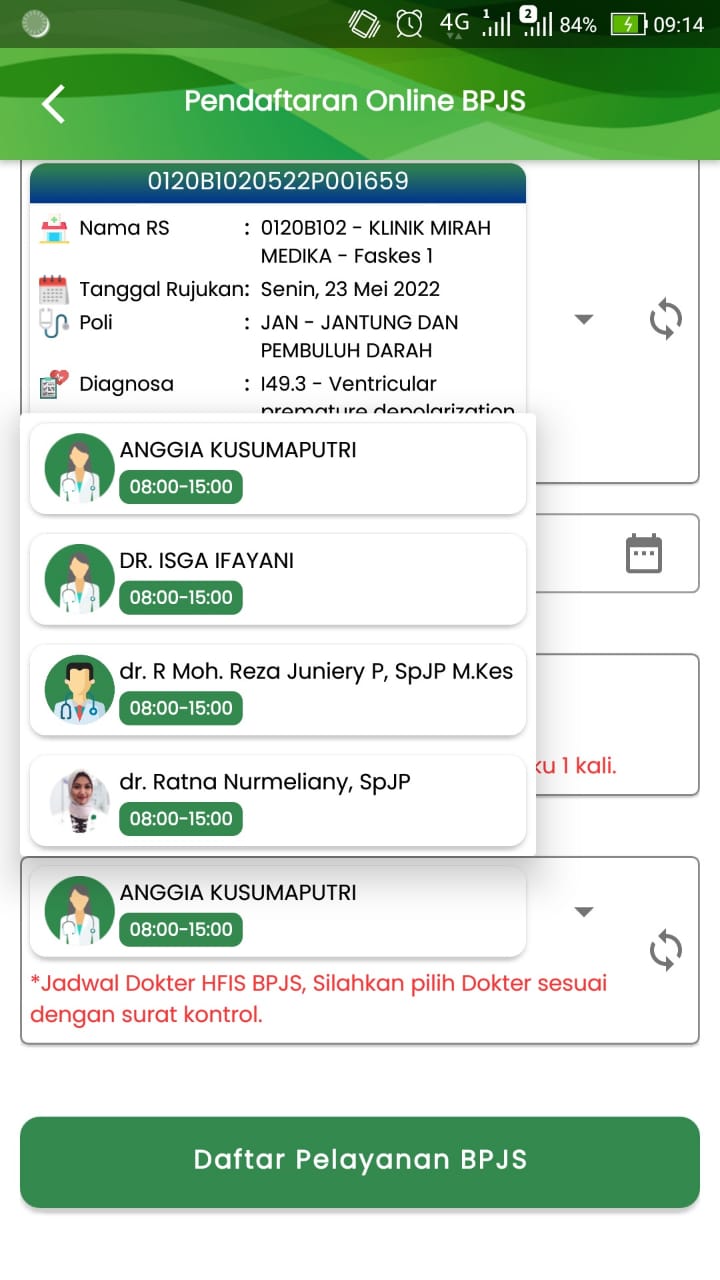 4G 1 2 84% 09:14
Pendaftaran Online BPJS
0120B1020522P001659
Nama RS : 0120B102 - KLINIK MIRAH
MEDIKA - Faskes 1
Tanggal Rujukan: Senin, 23 Mei 2022
Poli : JAN - JANTUNG DAN
PEMBULUH DARAH
Diagnosa : I49.3 - Ventricular
premature depolarization
ANGGIA KUSUMAPUTRI
08:00-15:00
DR. ISGA IFAYANI
08:00-15:00
dr. R Moh. Reza Juniery P, SpJP M.Kes
08:00-15:00
dr. Ratna Nurmeliany, SpJP
08:00-15:00
ku 1 kali.
ANGGIA KUSUMAPUTRI
08:00-15:00
*Jadwal Dokter HFIS BPJS, Silahkan pilih Dokter sesuai
dengan surat kontrol.
Daftar Pelayanan BPJS